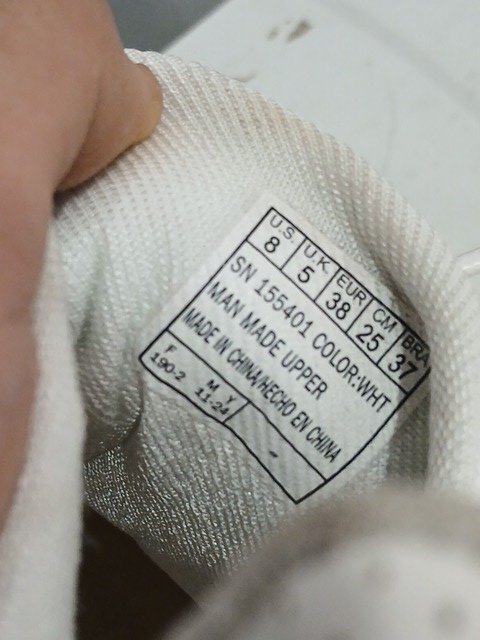 U.S. U.K. EUR CM BRA
8 5 38 25 37
SN 155401 COLOR:WHT
MAN MADE UPPER
MADE IN CHINA/HECHO EN CHINA
F M Y
190-2 11-24 -